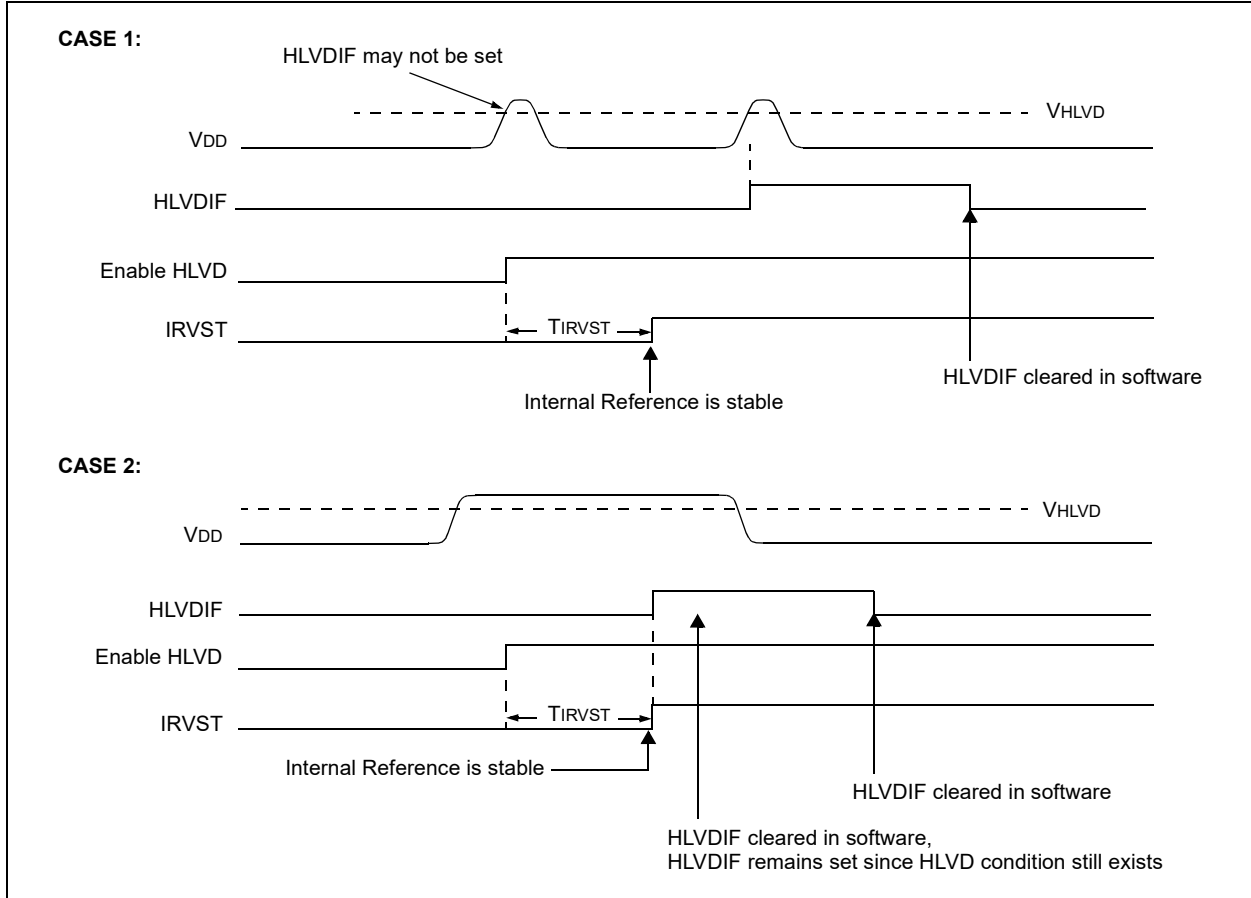 CASE 1:
HLVDIF may not be set
VHLVD
VDD
HLVDIF
Enable HLVD
IRVST
TIRVST
HLVDIF cleared in software
Internal Reference is stable
CASE 2:
VHLVD
VDD
HLVDIF
Enable HLVD
IRVST
TIRVST
Internal Reference is stable
HLVDIF cleared in software
HLVDIF cleared in software,
HLVDIF remains set since HLVD condition still exists